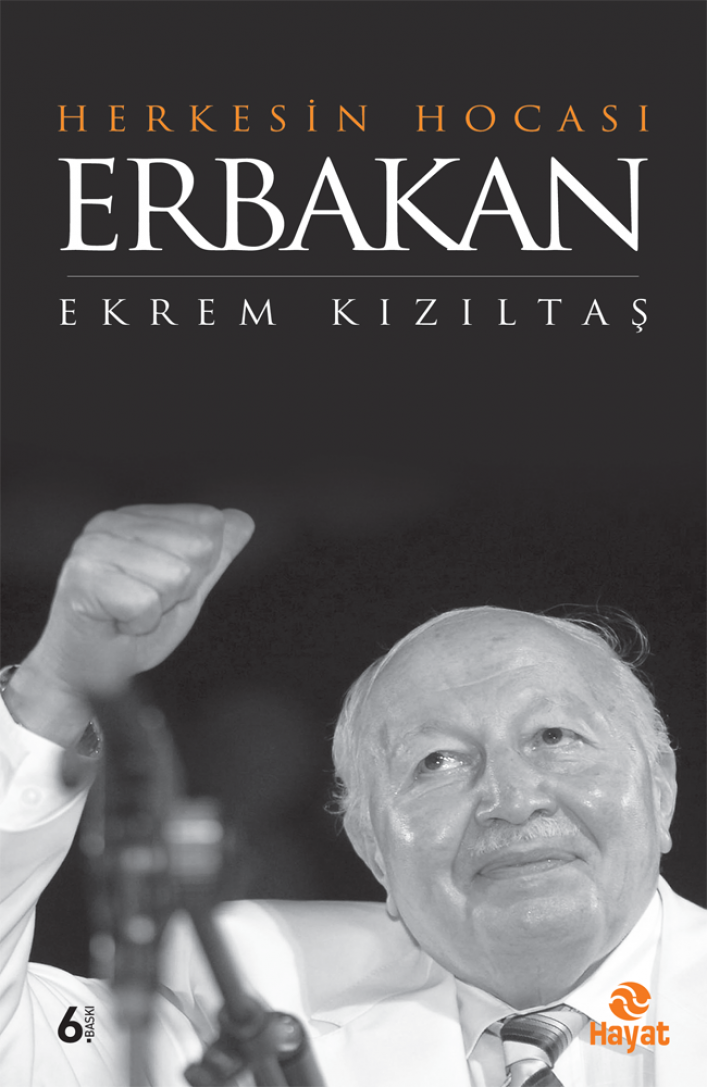 HERKESİN HOCASI
ERBAKAN
EKREM KIZILTAŞ
6.BASKI
Hayat